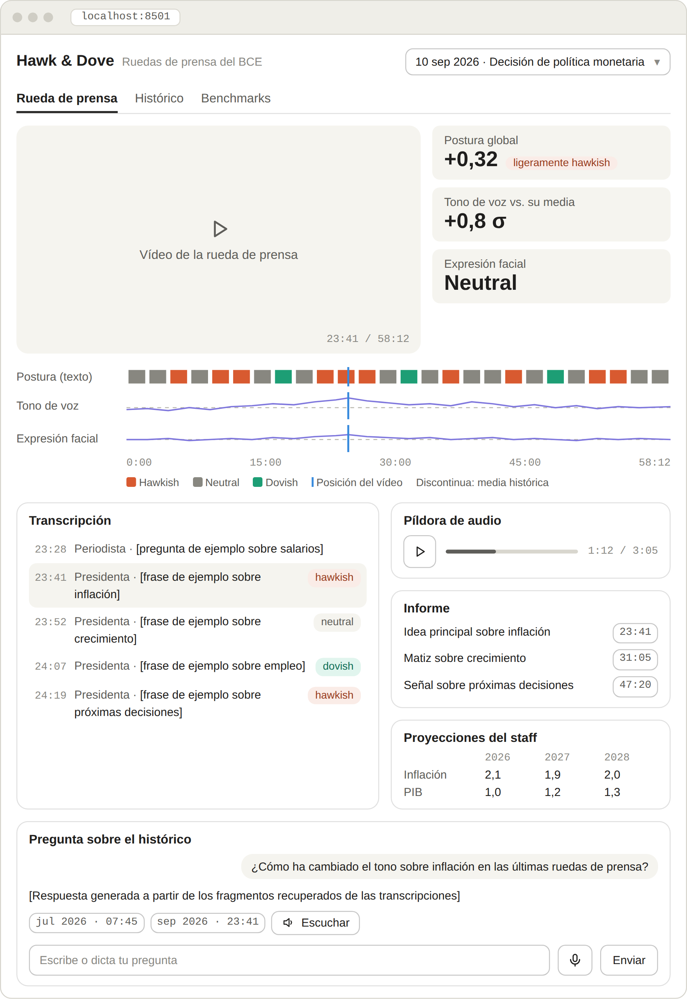 localhost:8501
Hawk & Dove Ruedas de prensa del BCE
10 sep 2026 · Decisión de política monetaria ▼
Rueda de prensa Histórico Benchmarks
Vídeo de la rueda de prensa
23:41 / 58:12
Postura global
+0,32 ligeramente hawkish
Tono de voz vs. su media
+0,8 σ
Expresión facial
Neutral
Postura (texto)
Tono de voz
Expresión facial
0:00 15:00 30:00 45:00 58:12
Hawkish Neutral Dovish Posición del vídeo Discontinua: media histórica
Transcripción
23:28 Periodista · [pregunta de ejemplo sobre salarios]
23:41 Presidenta · [frase de ejemplo sobre hawkish
inflación]
23:52 Presidenta · [frase de ejemplo sobre neutral
crecimiento]
24:07 Presidenta · [frase de ejemplo sobre empleo] dovish
24:19 Presidenta · [frase de ejemplo sobre hawkish
próximas decisiones]
Píldora de audio
1:12 / 3:05
Informe
Idea principal sobre inflación 23:41
Matiz sobre crecimiento 31:05
Señal sobre próximas decisiones 47:20
Proyecciones del staff
2026 2027 2028
Inflación 2,1 1,9 2,0
PIB 1,0 1,2 1,3
Pregunta sobre el histórico
¿Cómo ha cambiado el tono sobre inflación en las últimas ruedas de prensa?
[Respuesta generada a partir de los fragmentos recuperados de las transcripciones]
jul 2026 · 07:45 sep 2026 · 23:41 Escuchar
Escribe o dicta tu pregunta Enviar